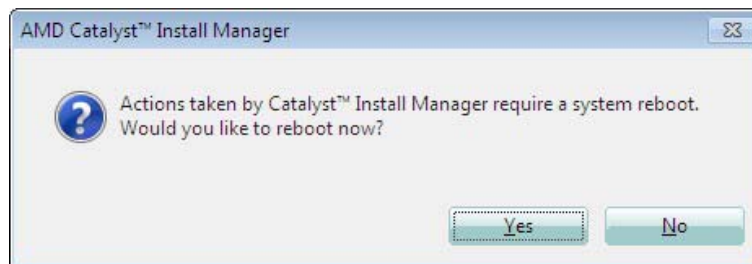 AMD Catalyst™ Install Manager
Actions taken by Catalyst™ Install Manager require a system reboot.
Would you like to reboot now?
Yes
No